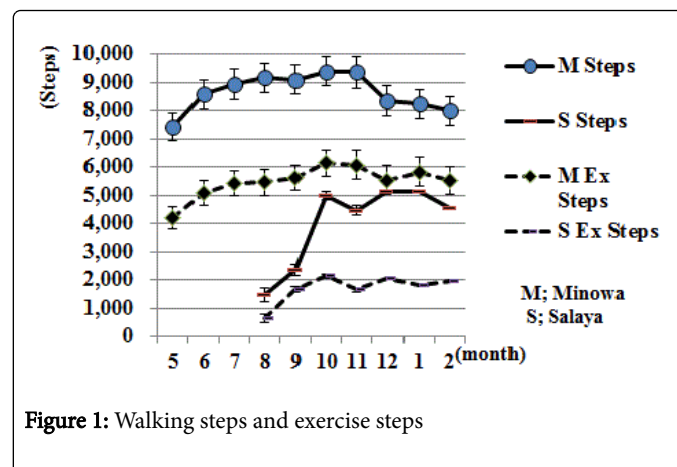 10,000
9,000
8,000
7,000
6,000
5,000
4,000
3,000
2,000
1,000
0
(Steps)
5 6 7 8 9 10 11 12 1 2
(month)
M Steps
S Steps
M Ex
Steps
S Ex Steps
M; Minowa
S; Salaya
Figure 1: Walking steps and exercise steps